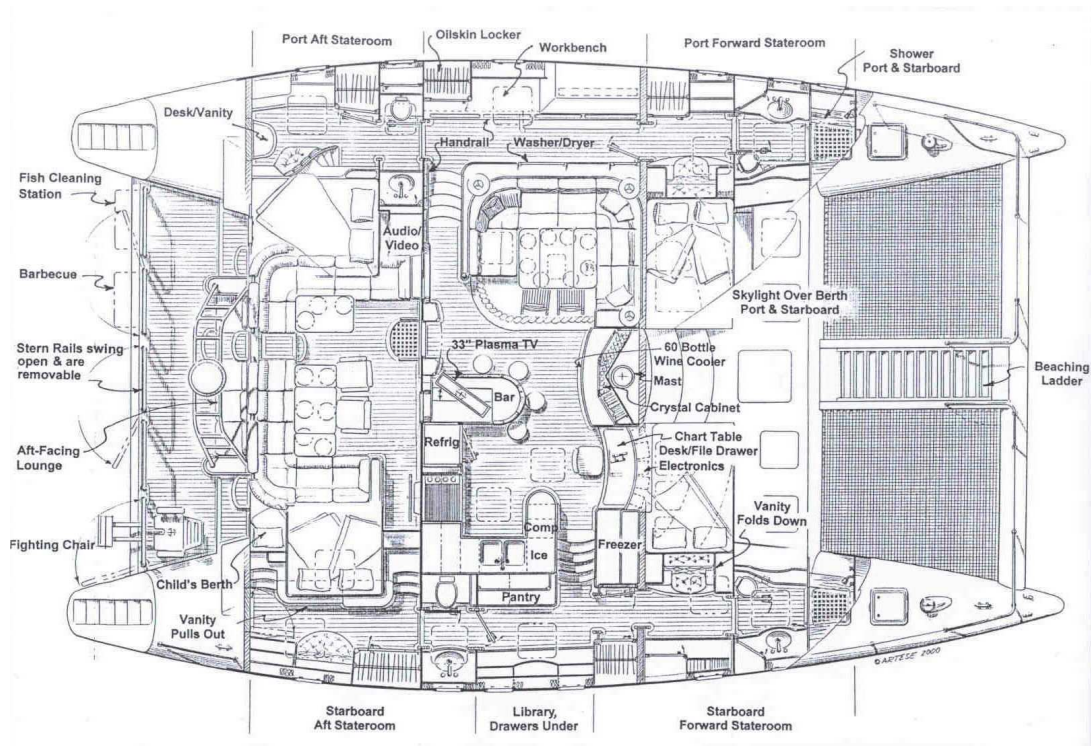 Port Aft Stateroom
Oilskin Locker
Workbench
Port Forward Stateroom
Shower
Port & Starboard
Desk/Vanity
Handrail
Washer/Dryer
Fish Cleaning
Station
Audio/
Video
Barbecue
Skylight Over Berth
Port & Starboard
Stern Rails swing
open & are
removable
33" Plasma TV
60 Bottle
Wine Cooler
Mast
Beaching
Ladder
Bar
Crystal Cabinet
Aft-Facing
Lounge
Refrig
Chart Table
Desk/File Drawer
Electronics
Vanity
Folds Down
Fighting Chair
Comp
Ice
Freezer
Child's Berth
Pantry
Vanity
Pulls Out
© ARTESE 2000
Starboard
Aft Stateroom
Library,
Drawers Under
Starboard
Forward Stateroom